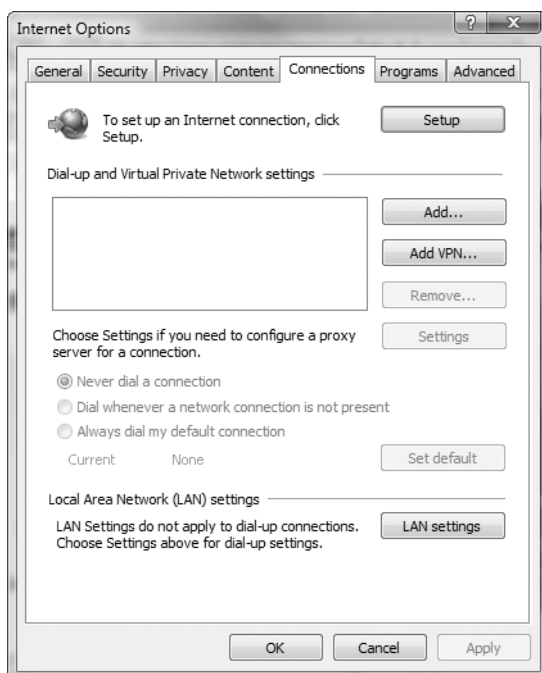 Internet Options
General Security Privacy Content Connections Programs Advanced
To set up an Internet connection, click
Setup.
Setup
Dial-up and Virtual Private Network settings
Add...
Add VPN...
Remove...
Choose Settings if you need to configure a proxy
server for a connection.
Settings
Never dial a connection
Dial whenever a network connection is not present
Always dial my default connection
Current None
Set default
Local Area Network (LAN) settings
LAN Settings do not apply to dial-up connections.
Choose Settings above for dial-up settings.
LAN settings
OK Cancel Apply